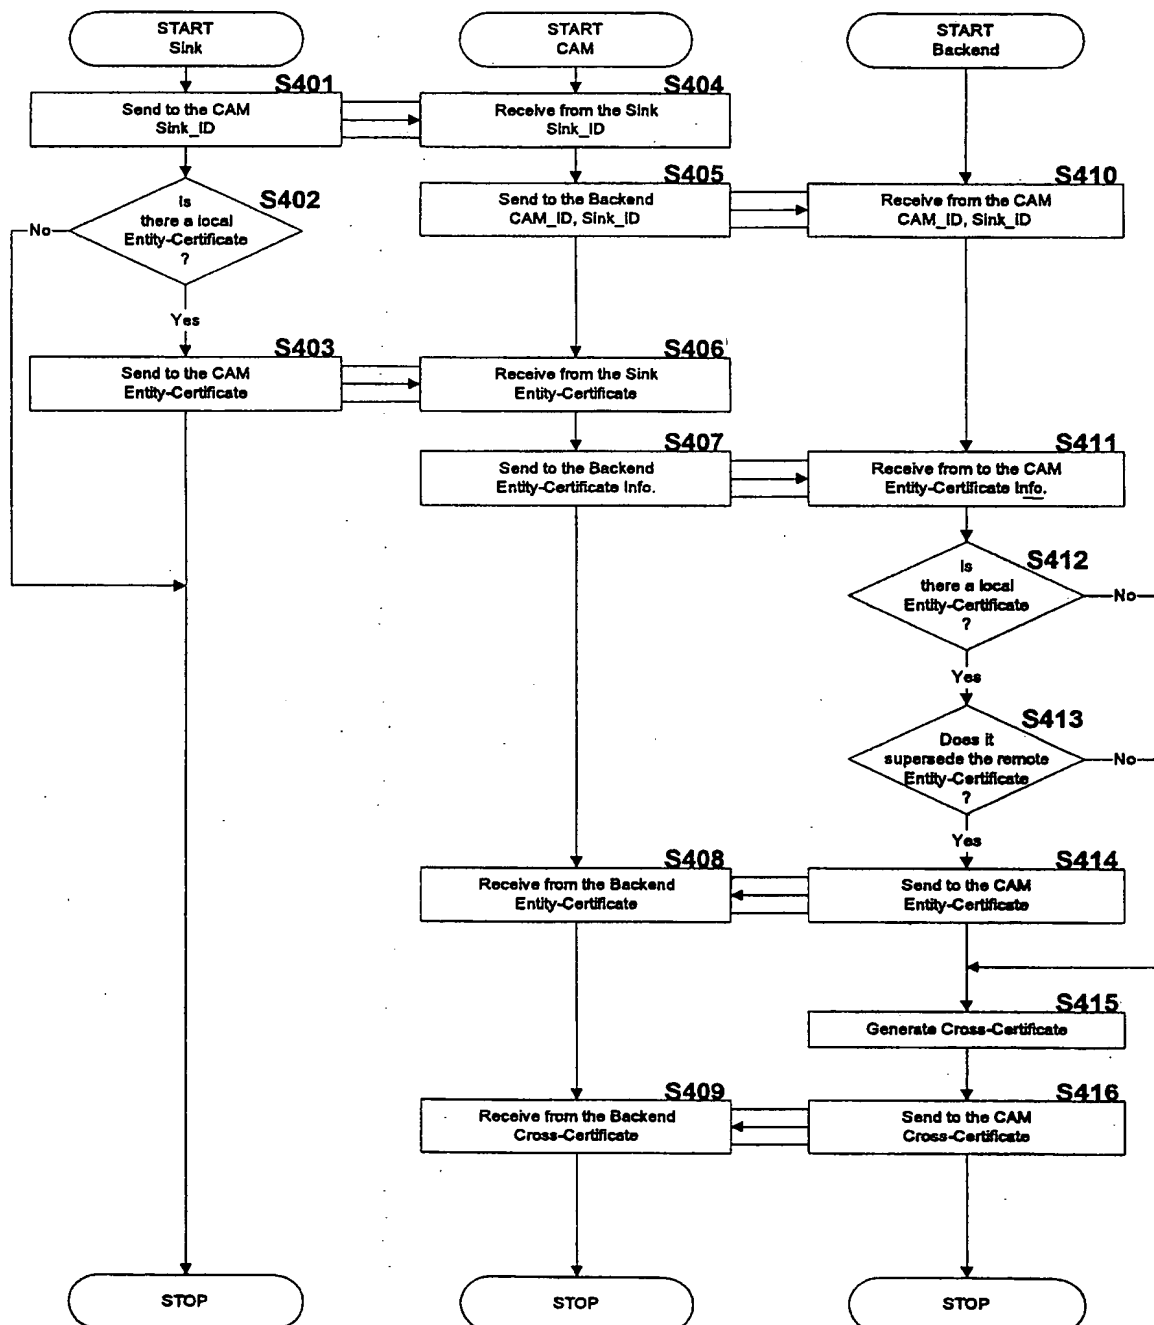 START
Sink
START
CAM
START
Backend
S401
Send to the CAM
Sink_ID
S404
Receive from the Sink
Sink_ID
S402
Is
there a local
Entity-Certificate
?
No
Yes
S405
Send to the Backend
CAM_ID, Sink_ID
S410
Receive from the CAM
CAM_ID, Sink_ID
S403
Send to the CAM
Entity-Certificate
S406
Receive from the Sink
Entity-Certificate
S407
Send to the Backend
Entity-Certificate Info.
S411
Receive from to the CAM
Entity-Certificate Info.
S412
Is
there a local
Entity-Certificate
?
No
Yes
S413
Does it
supersede the remote
Entity-Certificate
?
No
Yes
S408
Receive from the Backend
Entity-Certificate
S414
Send to the CAM
Entity-Certificate
S415
Generate Cross-Certificate
S409
Receive from the Backend
Cross-Certificate
S416
Send to the CAM
Cross-Certificate
STOP
STOP
STOP